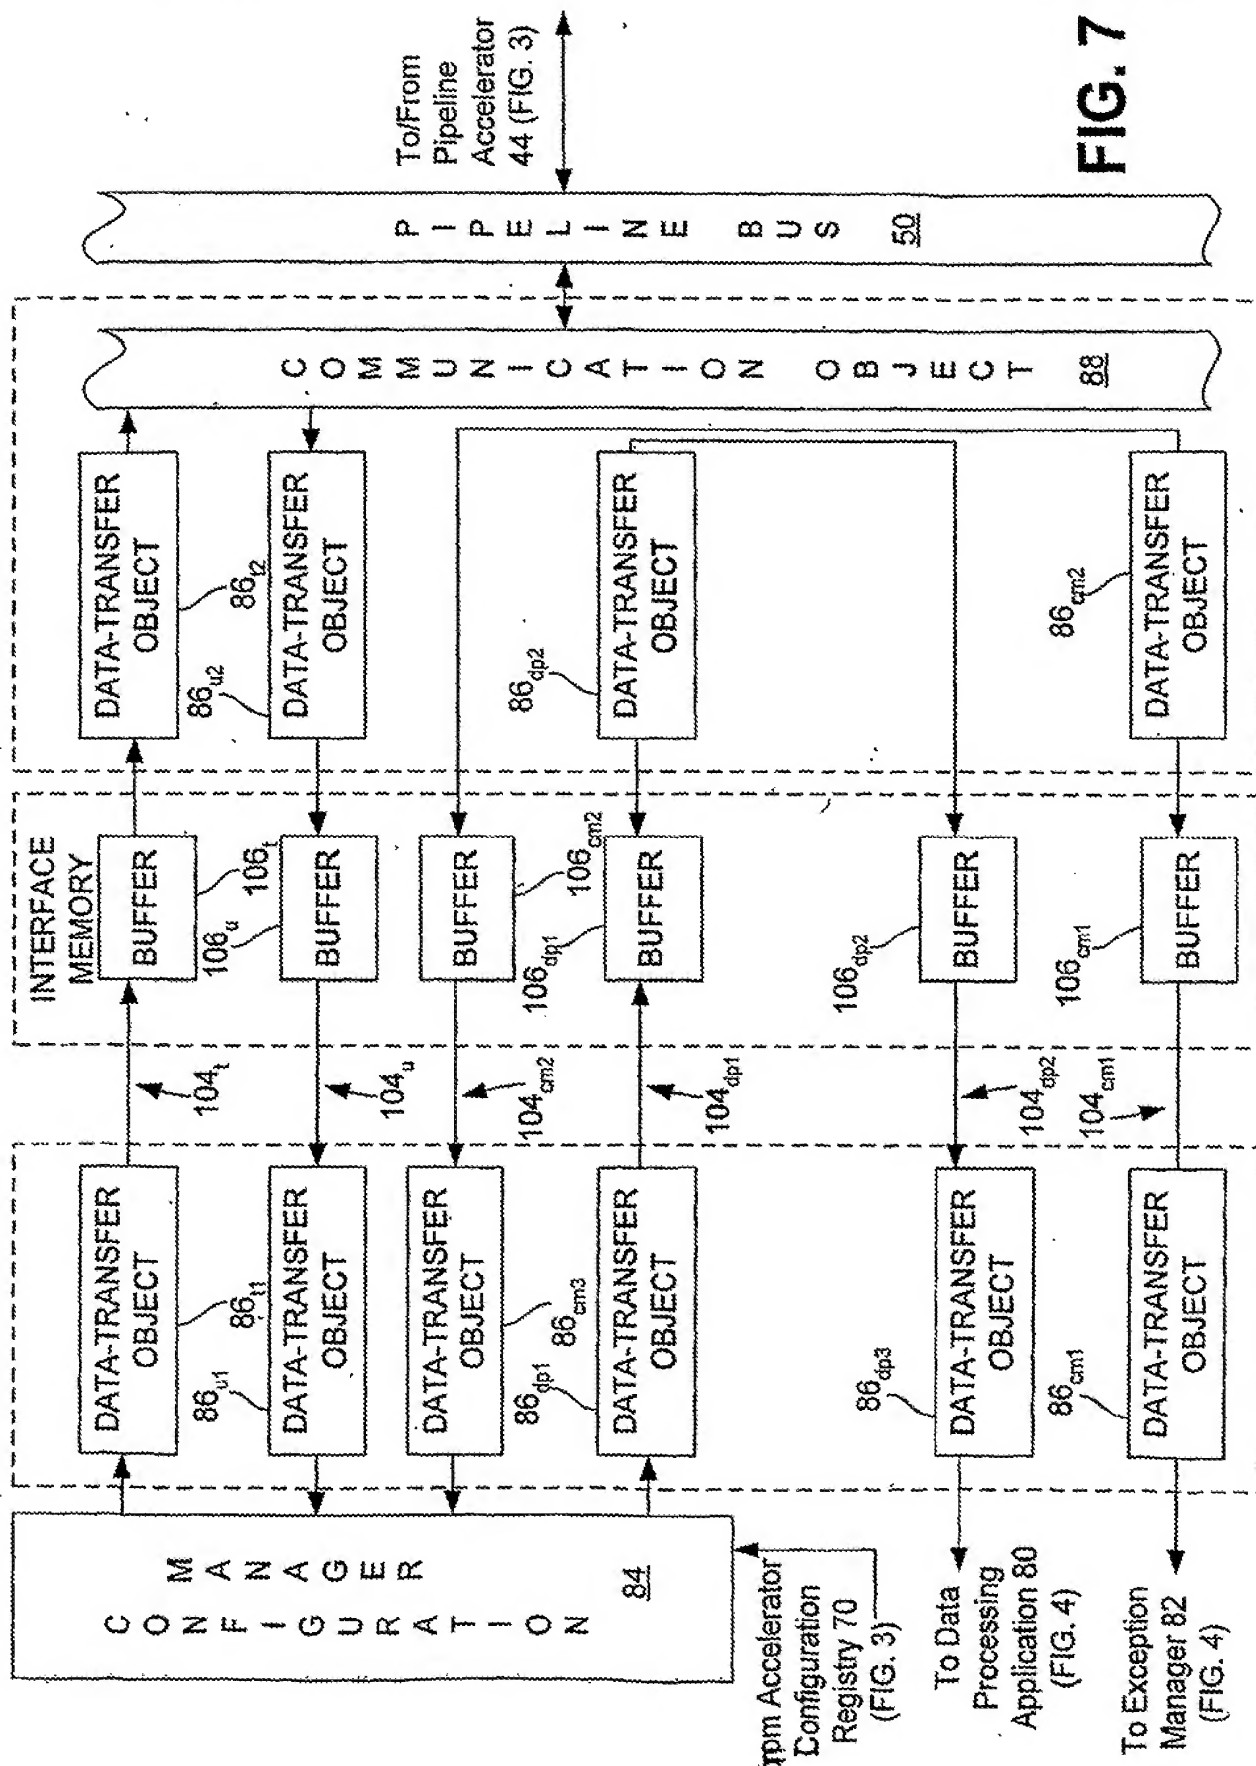 CONFIGURATION
MANAGER
84
DATA-TRANSFER
OBJECT
86t1
104t
INTERFACE
MEMORY
BUFFER
106t
DATA-TRANSFER
OBJECT
86t2
86u1
DATA-TRANSFER
OBJECT
104u
106u
BUFFER
86u2
DATA-TRANSFER
OBJECT
DATA-TRANSFER
OBJECT
86cm3
104cm2
BUFFER
106cm2
86dp1
DATA-TRANSFER
OBJECT
104dp1
106dp1
BUFFER
86dp2
DATA-TRANSFER
OBJECT
COMMUNICATION OBJECT
88
PIPELINE BUS
50
To/From
Pipeline
Accelerator
44 (FIG. 3)
Accelerator
Configuration
Registry 70
(FIG. 3)
To Data
Processing
Application 80
(FIG. 4)
86dp3
DATA-TRANSFER
OBJECT
104dp2
106dp2
BUFFER
To Exception
Manager 82
(FIG. 4)
86cm1
DATA-TRANSFER
OBJECT
104cm1
106cm1
BUFFER
86cm2
DATA-TRANSFER
OBJECT
FIG. 7